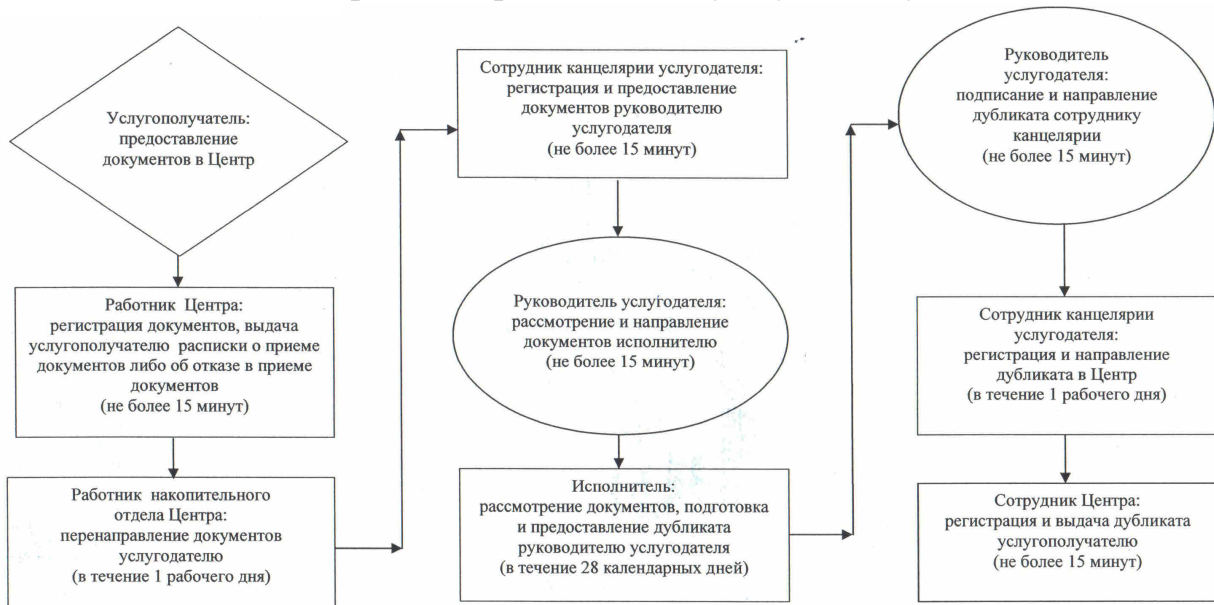 Услугополучатель:
предоставление
документов в Центр
Работник Центра:
регистрация документов, выдача
услугополучателю расписки о приеме
документов либо об отказе в приеме
документов
(не более 15 минут)
Работник накопительного
отдела Центра:
перенаправление документов
услугодателю
(в течение 1 рабочего дня)
Сотрудник канцелярии услугодателя:
регистрация и предоставление
документов руководителю
услугодателя
(не более 15 минут)
Руководитель услугодателя:
рассмотрение и направление
документов исполнителю
(не более 15 минут)
Исполнитель:
рассмотрение документов, подготовка
и предоставление дубликата
руководителю услугодателя
(в течение 28 календарных дней)
Руководитель
услугодателя:
подписание и направление
дубликата сотруднику
канцелярии
(не более 15 минут)
Сотрудник канцелярии
услугодателя:
регистрация и направление
дубликата в Центр
(в течение 1 рабочего дня)
Сотрудник Центра:
регистрация и выдача дубликата
услугополучателю
(не более 15 минут)